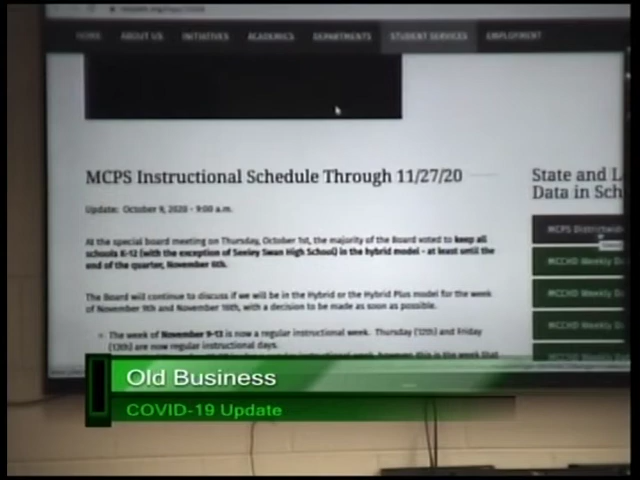 HOME ABOUT US INITIATIVES ACADEMICS DEPARTMENTS STUDENT SERVICES EMPLOYMENT
MCPS Instructional Schedule Through 11/27/20
State and L
Data in Sch
Update: October 9, 2020 - 9:00 a.m.
MCPS Districtwid
At the special board meeting on Thursday, October 1st, the majority of the Board voted to keep all
schools K-12 (with the exception of Seeley Swan High School) in the hybrid model - at least until the
end of the quarter, November 6th.
MCCHD Weekly D
The Board will continue to discuss if we will be in the Hybrid or the Hybrid Plus model for the week
of November 9th and November 16th, with a decision to be made as soon as possible.
MCCHD Weekly D
MCCHD Weekly D
The week of November 9-13 is now a regular instructional week. Thursday (12th) and Friday
(13th) are now regular instructional days.
MCCHD Weekly D
Old Business
COVID-19 Update